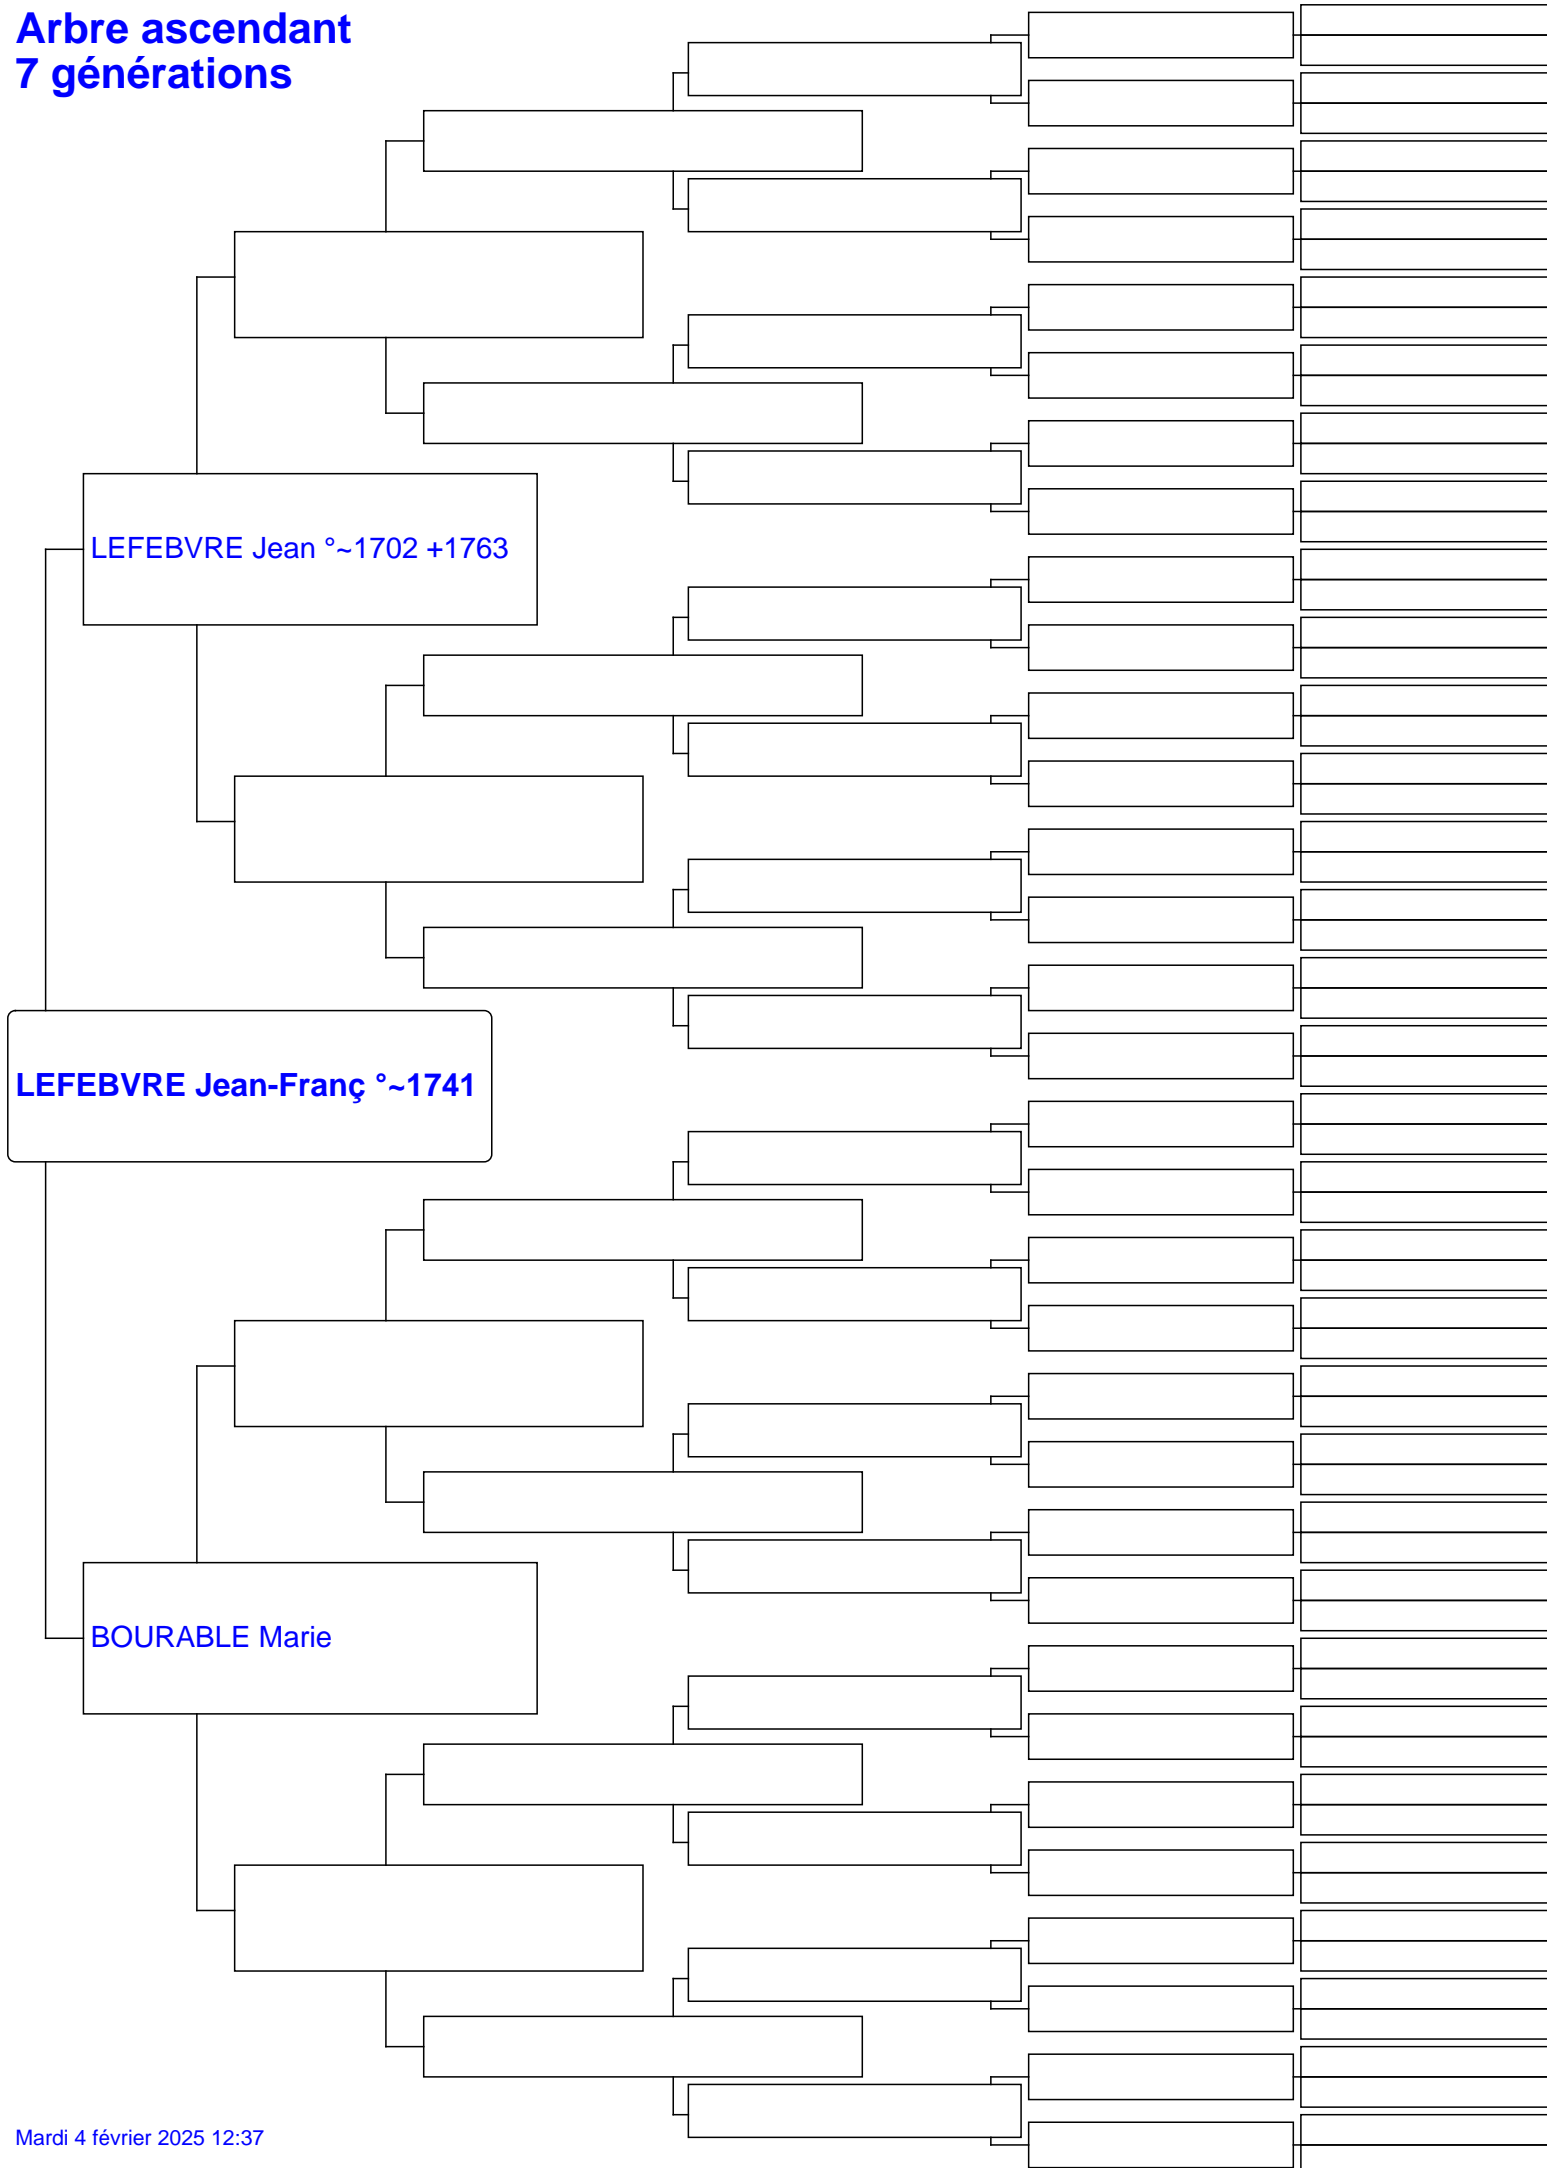 Arbre ascendant
7 générations
LEFEBVRE Jean °~1702 +1763
LEFEBVRE Jean-Franç °~1741
BOURABLE Marie
Mardi 4 février 2025 12:37